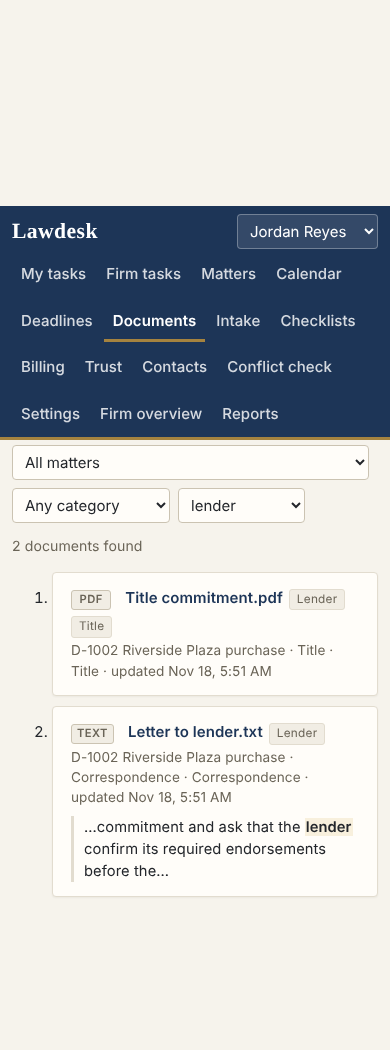 Lawdesk
Jordan Reyes
My tasks Firm tasks Matters Calendar
Deadlines Documents Intake Checklists
Billing Trust Contacts Conflict check
Settings Firm overview Reports
All matters
Any category lender
2 documents found
1. PDF Title commitment.pdf Lender
Title
D-1002 Riverside Plaza purchase · Title ·
Title · updated Nov 18, 5:51 AM
2. TEXT Letter to lender.txt Lender
D-1002 Riverside Plaza purchase ·
Correspondence · Correspondence ·
updated Nov 18, 5:51 AM
…commitment and ask that the lender
confirm its required endorsements
before the…